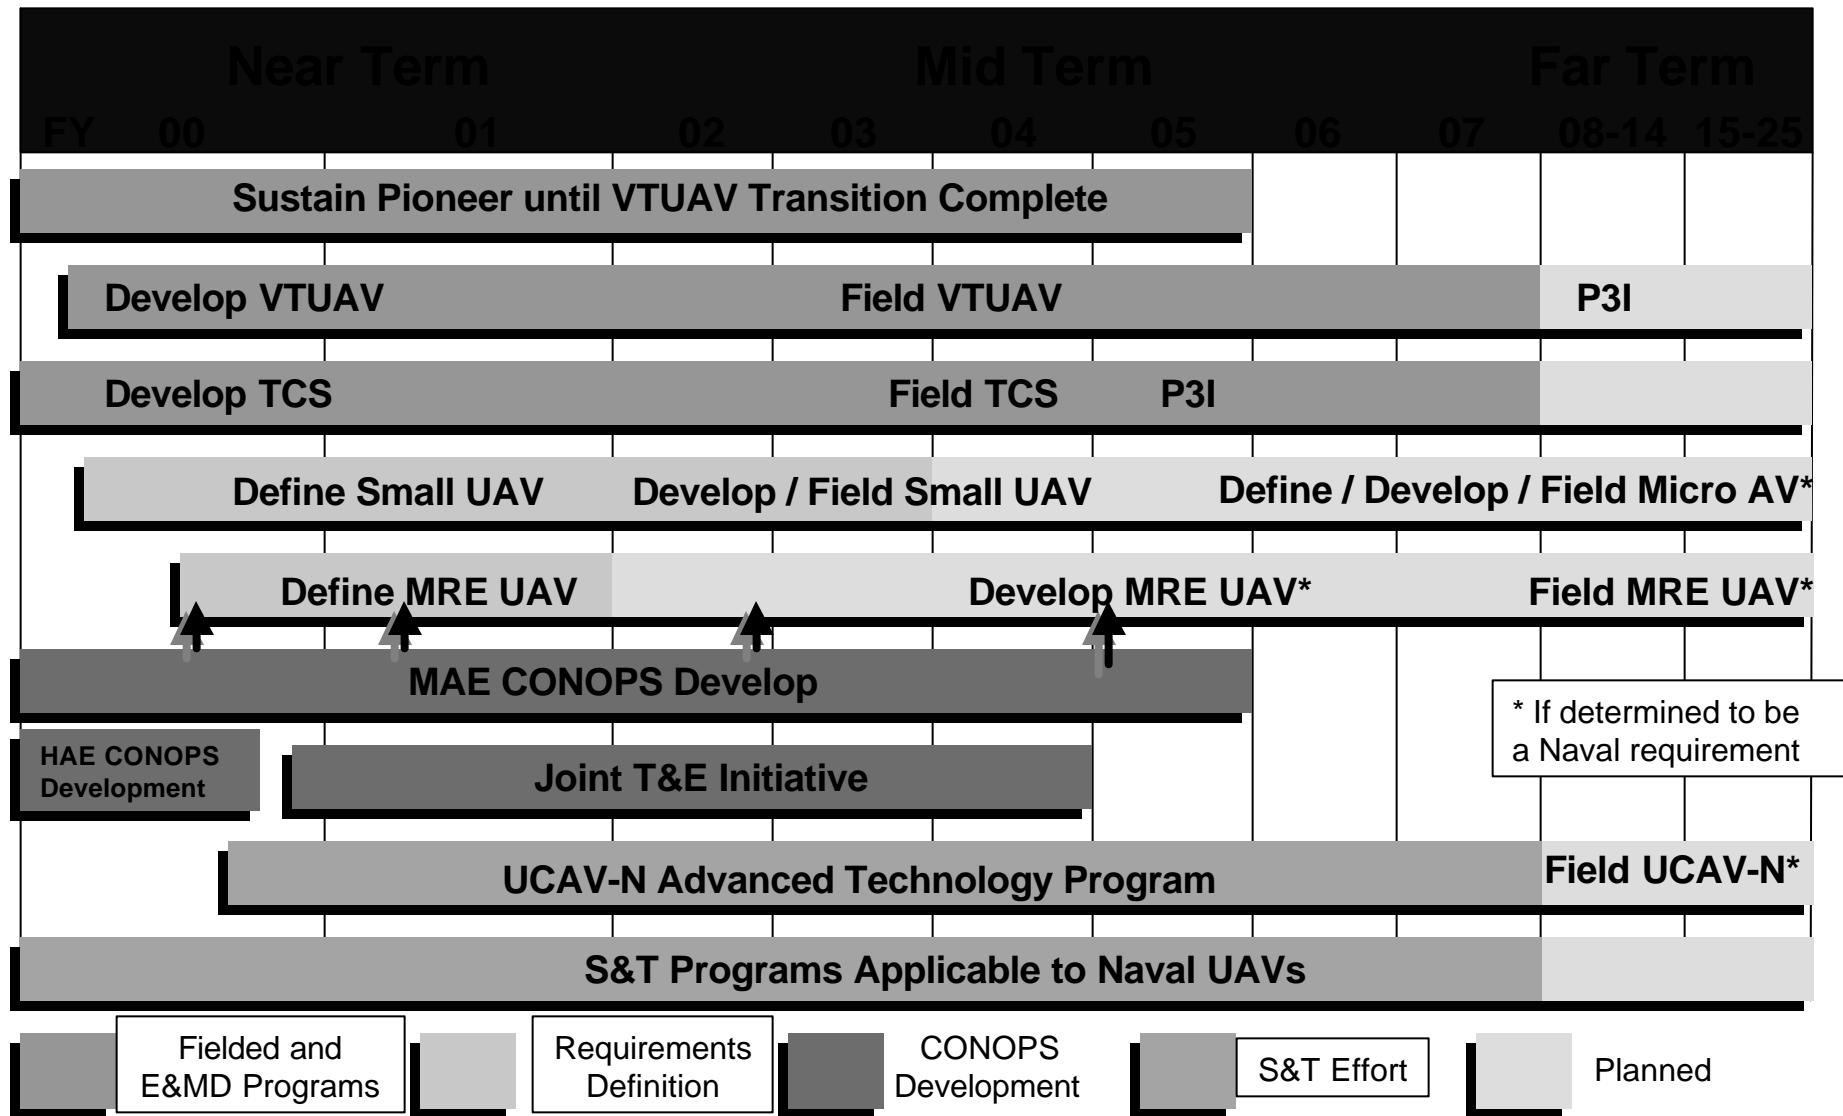 Near Term Mid Term Far Term
FY 00 01 02 03 04 05 06 07 08-14 15-25
Sustain Pioneer until VTUAV Transition Complete
Develop VTUAV Field VTUAV P3I
Develop TCS Field TCS P3I
Define Small UAV Develop / Field Small UAV Define / Develop / Field Micro AV*
Define MRE UAV Develop MRE UAV* Field MRE UAV*
MAE CONOPS Develop
* If determined to be
a Naval requirement
HAE CONOPS
Development
Joint T&E Initiative
UCAV-N Advanced Technology Program Field UCAV-N*
S&T Programs Applicable to Naval UAVs
Fielded and
E&MD Programs
Requirements
Definition
CONOPS
Development
S&T Effort
Planned